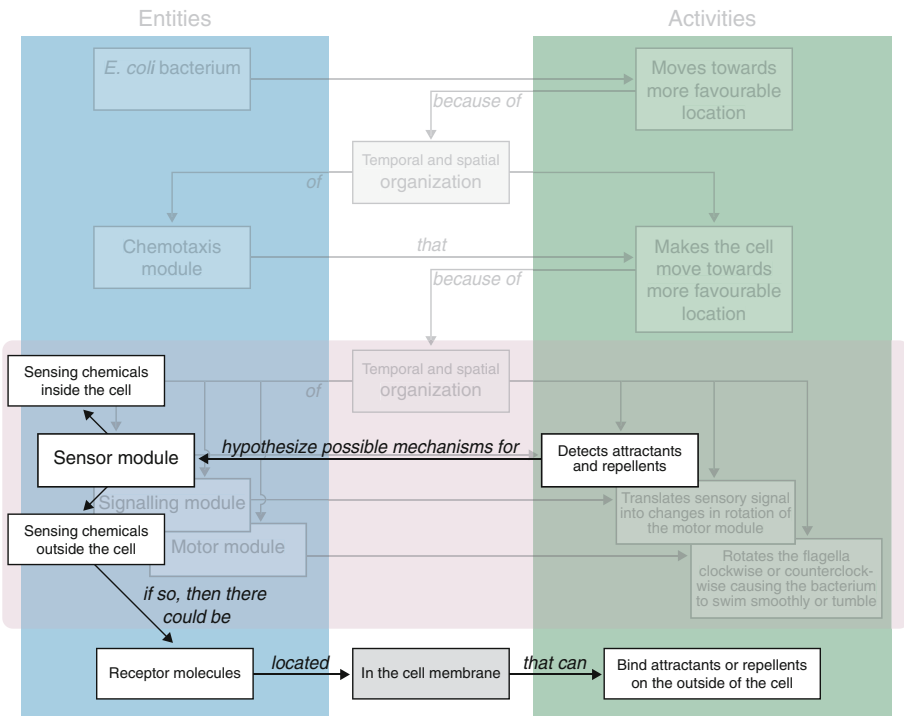 Entities
Activities
E. coli bacterium
Moves towards
more favourable
location
because of
Temporal and spatial
organization
of
Chemotaxis
module
that
Makes the cell
move towards
more favourable
location
because of
Temporal and spatial
organization
of
Sensing chemicals
inside the cell
Sensor module
hypothesize possible mechanisms for
Detects attractants
and repellents
Signalling module
Translates sensory signal
into changes in rotation of
the motor module
Sensing chemicals
outside the cell
Motor module
Rotates the flagella
clockwise or counterclock-
wise causing the bacterium
to swim smoothly or tumble
if so, then there
could be
Receptor molecules
located
In the cell membrane
that can
Bind attractants or repellents
on the outside of the cell